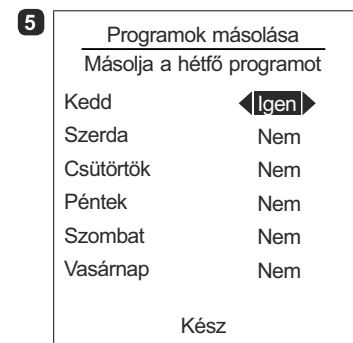 5
Programok másolása
Másolja a hétfő programot
Kedd Igen
Szerda Nem
Csütörtök Nem
Péntek Nem
Szombat Nem
Vasárnap Nem
Kész